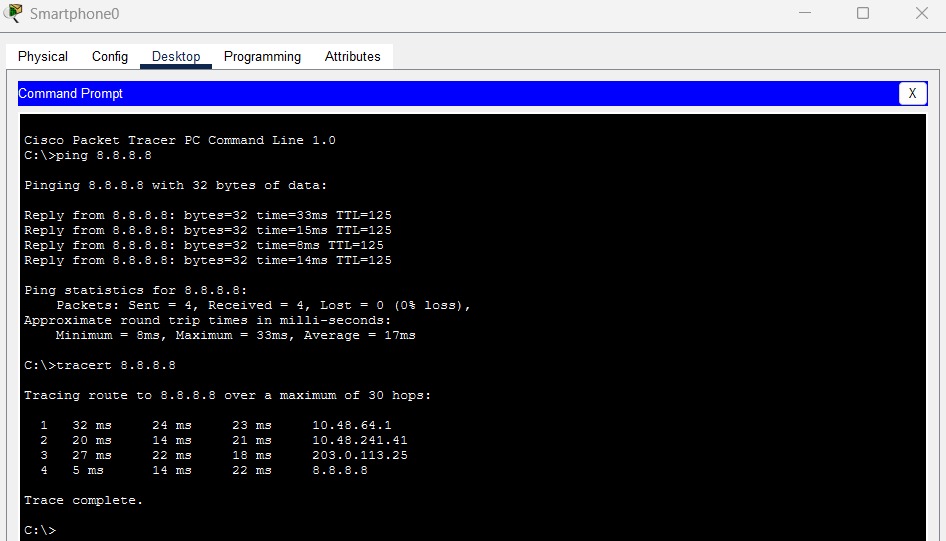 Smartphone0
Physical Config Desktop Programming Attributes
Command Prompt X
Cisco Packet Tracer PC Command Line 1.0
C:\>ping 8.8.8.8
Pinging 8.8.8.8 with 32 bytes of data:
Reply from 8.8.8.8: bytes=32 time=33ms TTL=125
Reply from 8.8.8.8: bytes=32 time=15ms TTL=125
Reply from 8.8.8.8: bytes=32 time=8ms TTL=125
Reply from 8.8.8.8: bytes=32 time=14ms TTL=125
Ping statistics for 8.8.8.8:
    Packets: Sent = 4, Received = 4, Lost = 0 (0% loss),
Approximate round trip times in milli-seconds:
    Minimum = 8ms, Maximum = 33ms, Average = 17ms
C:\>tracert 8.8.8.8
Tracing route to 8.8.8.8 over a maximum of 30 hops:
  1   32 ms     24 ms     23 ms     10.48.64.1
  2   20 ms     14 ms     21 ms     10.48.241.41
  3   27 ms     22 ms     18 ms     203.0.113.25
  4   5 ms      14 ms     22 ms     8.8.8.8
Trace complete.
C:\>